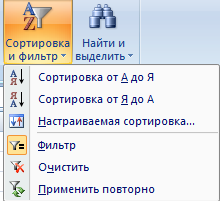 Сортировка и фильтр
Найти и выделить
Сортировка от А до Я
Сортировка от Я до А
Настраиваемая сортировка...
Фильтр
Очистить
Применить повторно